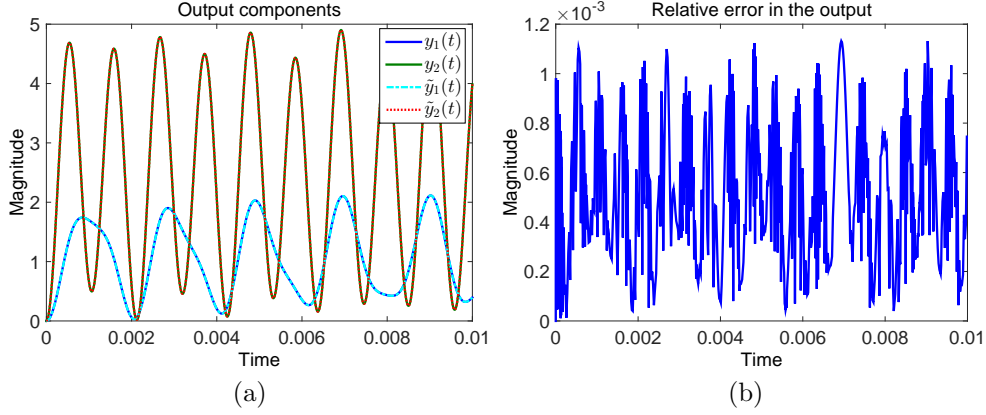 Output components
Magnitude
5
4
3
2
1
0
y₁(t)
y₂(t)
ỹ₁(t)
ỹ₂(t)
0 0.002 0.004 0.006 0.008 0.01
Time
(a)
×10⁻³ Relative error in the output
Magnitude
1.2
1
0.8
0.6
0.4
0.2
0
0 0.002 0.004 0.006 0.008 0.01
Time
(b)